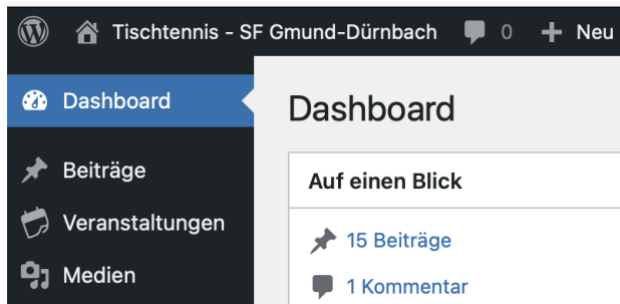 Tischtennis - SF Gmund-Dürnbach 0 Neu
Dashboard
Beiträge
Veranstaltungen
Medien
Dashboard
Auf einen Blick
15 Beiträge
1 Kommentar